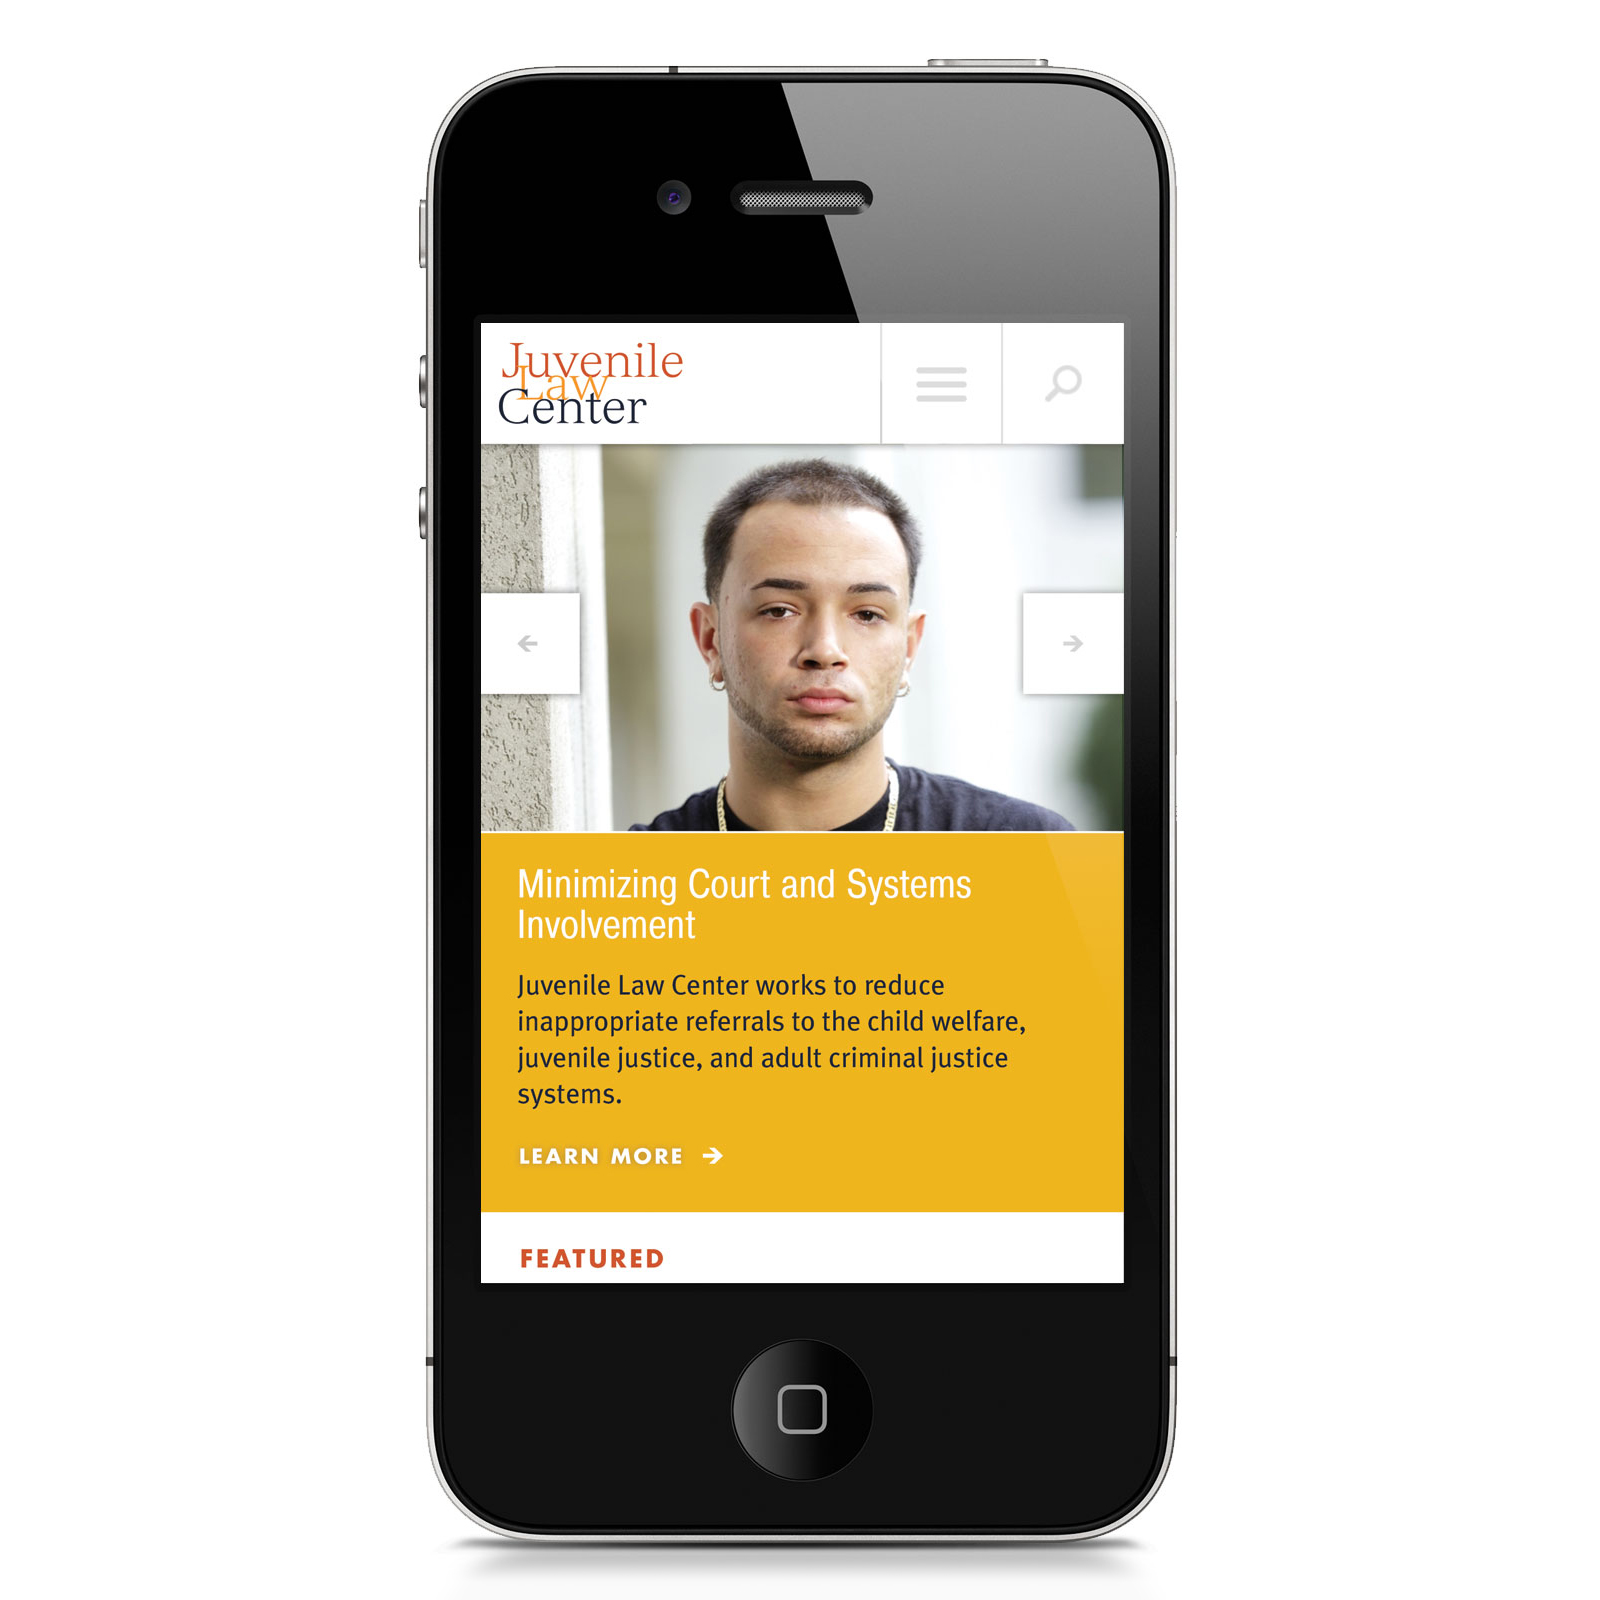 Juvenile
Law
Center
Minimizing Court and Systems
Involvement
Juvenile Law Center works to reduce
inappropriate referrals to the child welfare,
juvenile justice, and adult criminal justice
systems.
LEARN MORE →
FEATURED